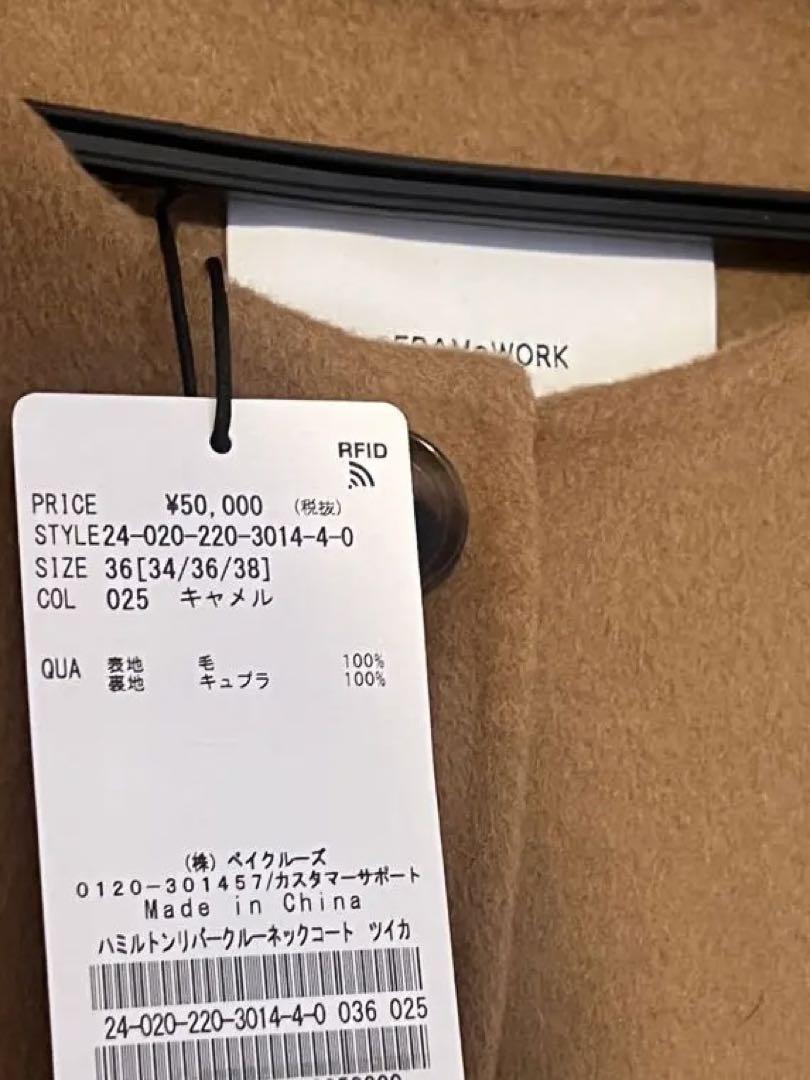 FRAMeWORK
RFID
PRICE ¥50,000 (税抜)
STYLE24-020-220-3014-4-0
SIZE 36[34/36/38]
COL 025 キャメル
QUA 表地 毛 100%
裏地 キュプラ 100%
(株) ベイクルーズ
0120-301457/カスタマーサポート
Made in China
ハミルトンリバークルーネックコート ツイカ
24-020-220-3014-4-0 036 025